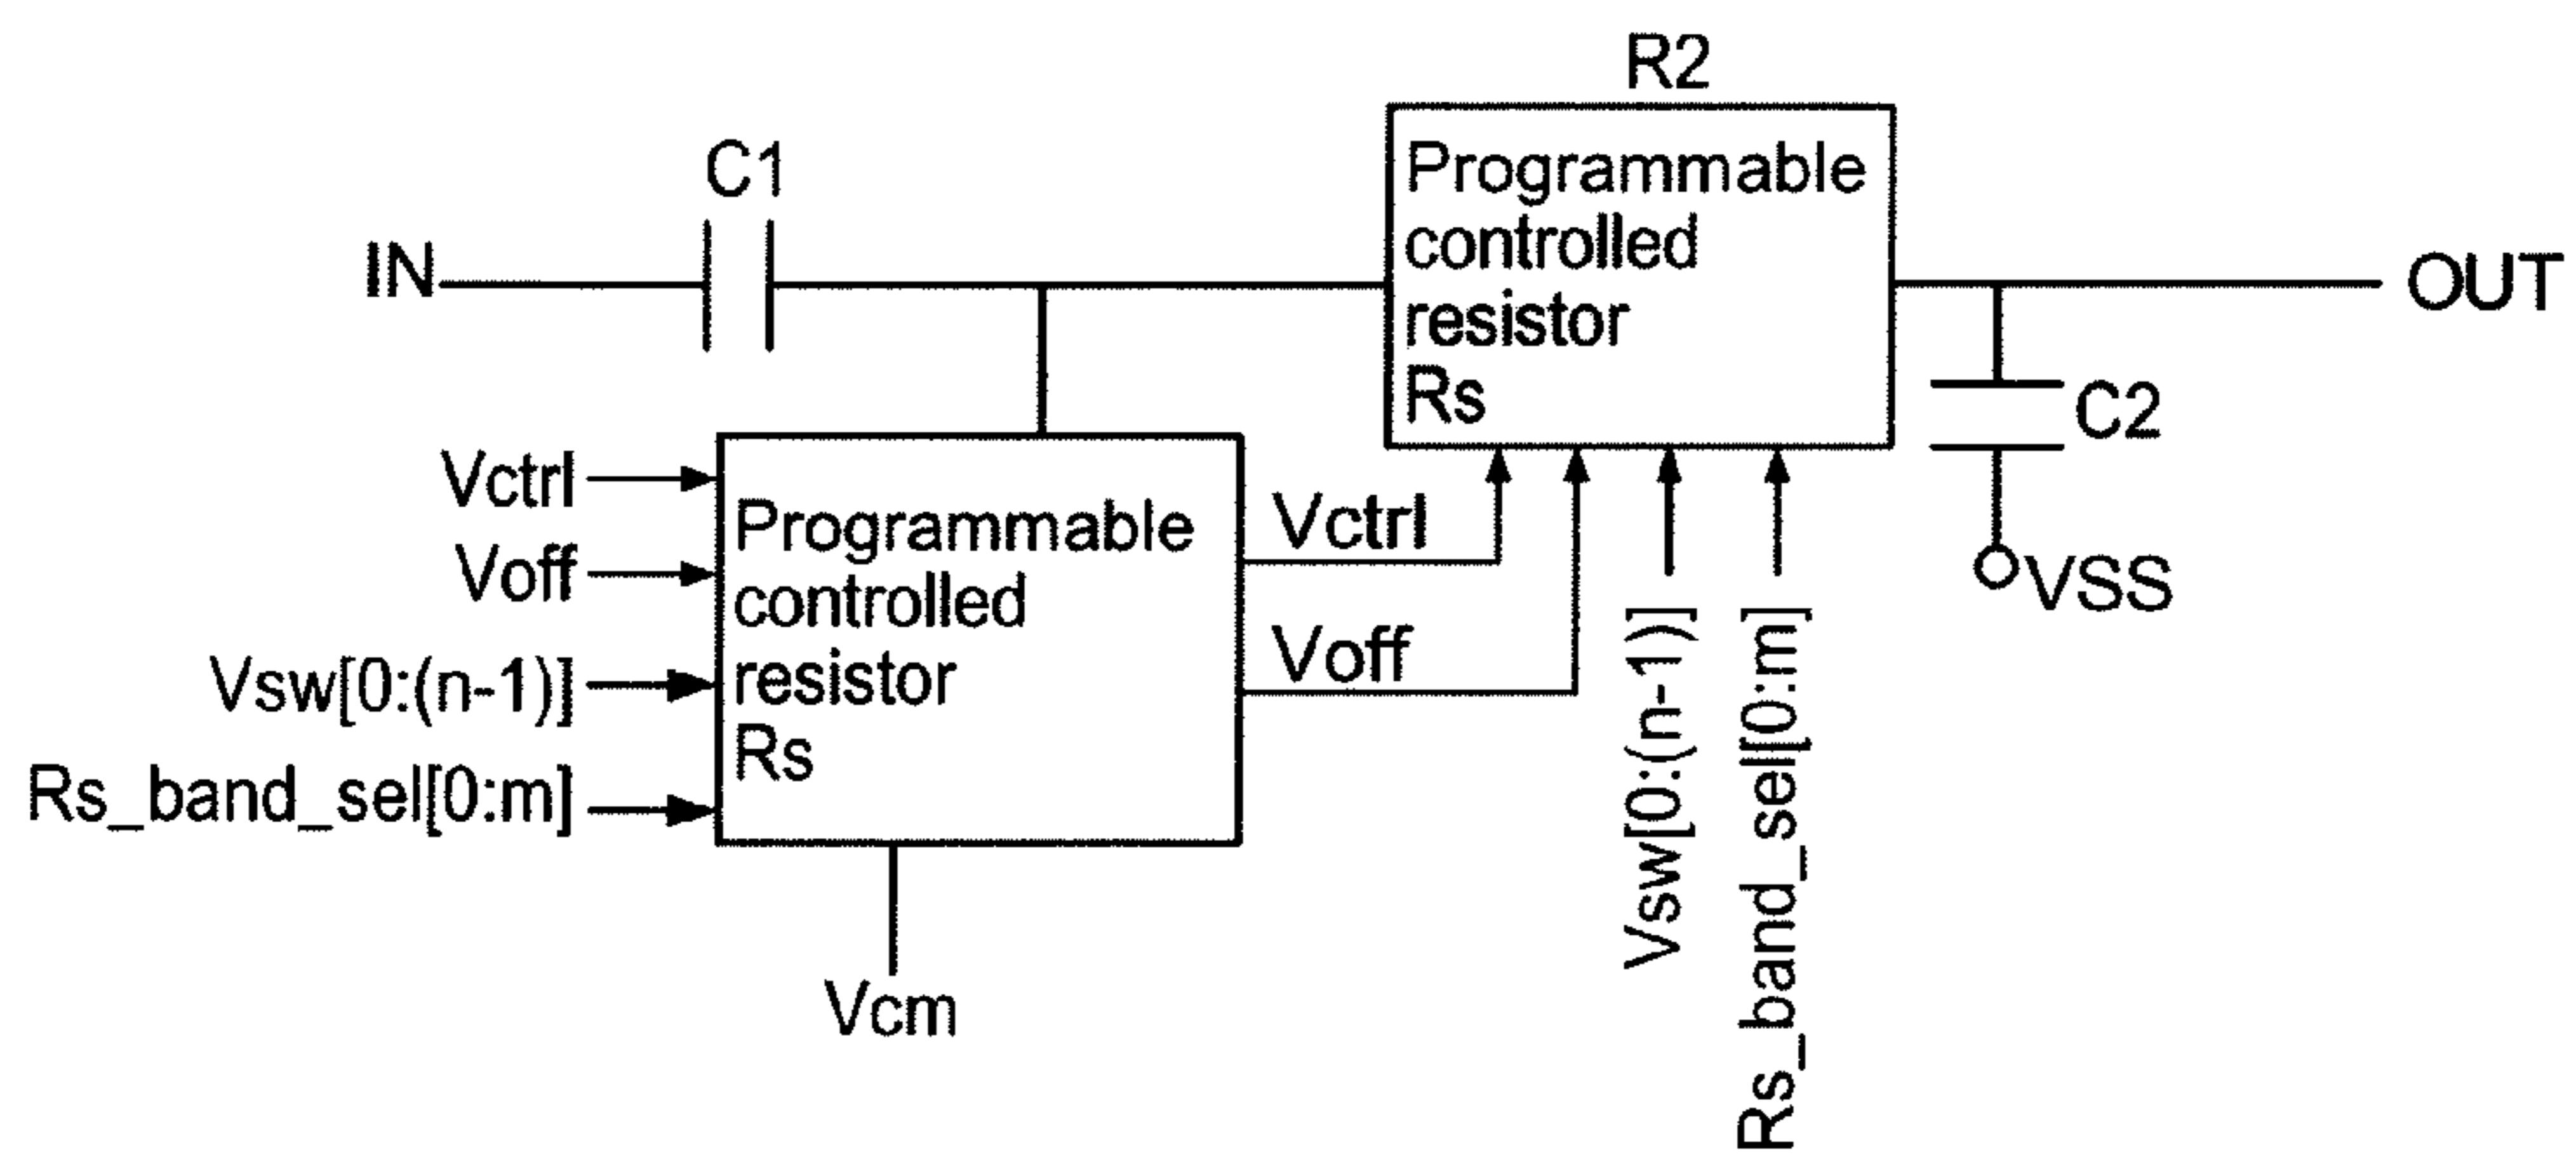 R2
Programmable
controlled
resistor
Rs
C1
IN
OUT
C2
VSS
Vctrl
Voff
Vsw[0:(n-1)]
Rs_band_sel[0:m]
Programmable
controlled
resistor
Rs
Vctrl
Voff
Vsw[0:(n-1)]
Rs_band_sel[0:m]
Vcm